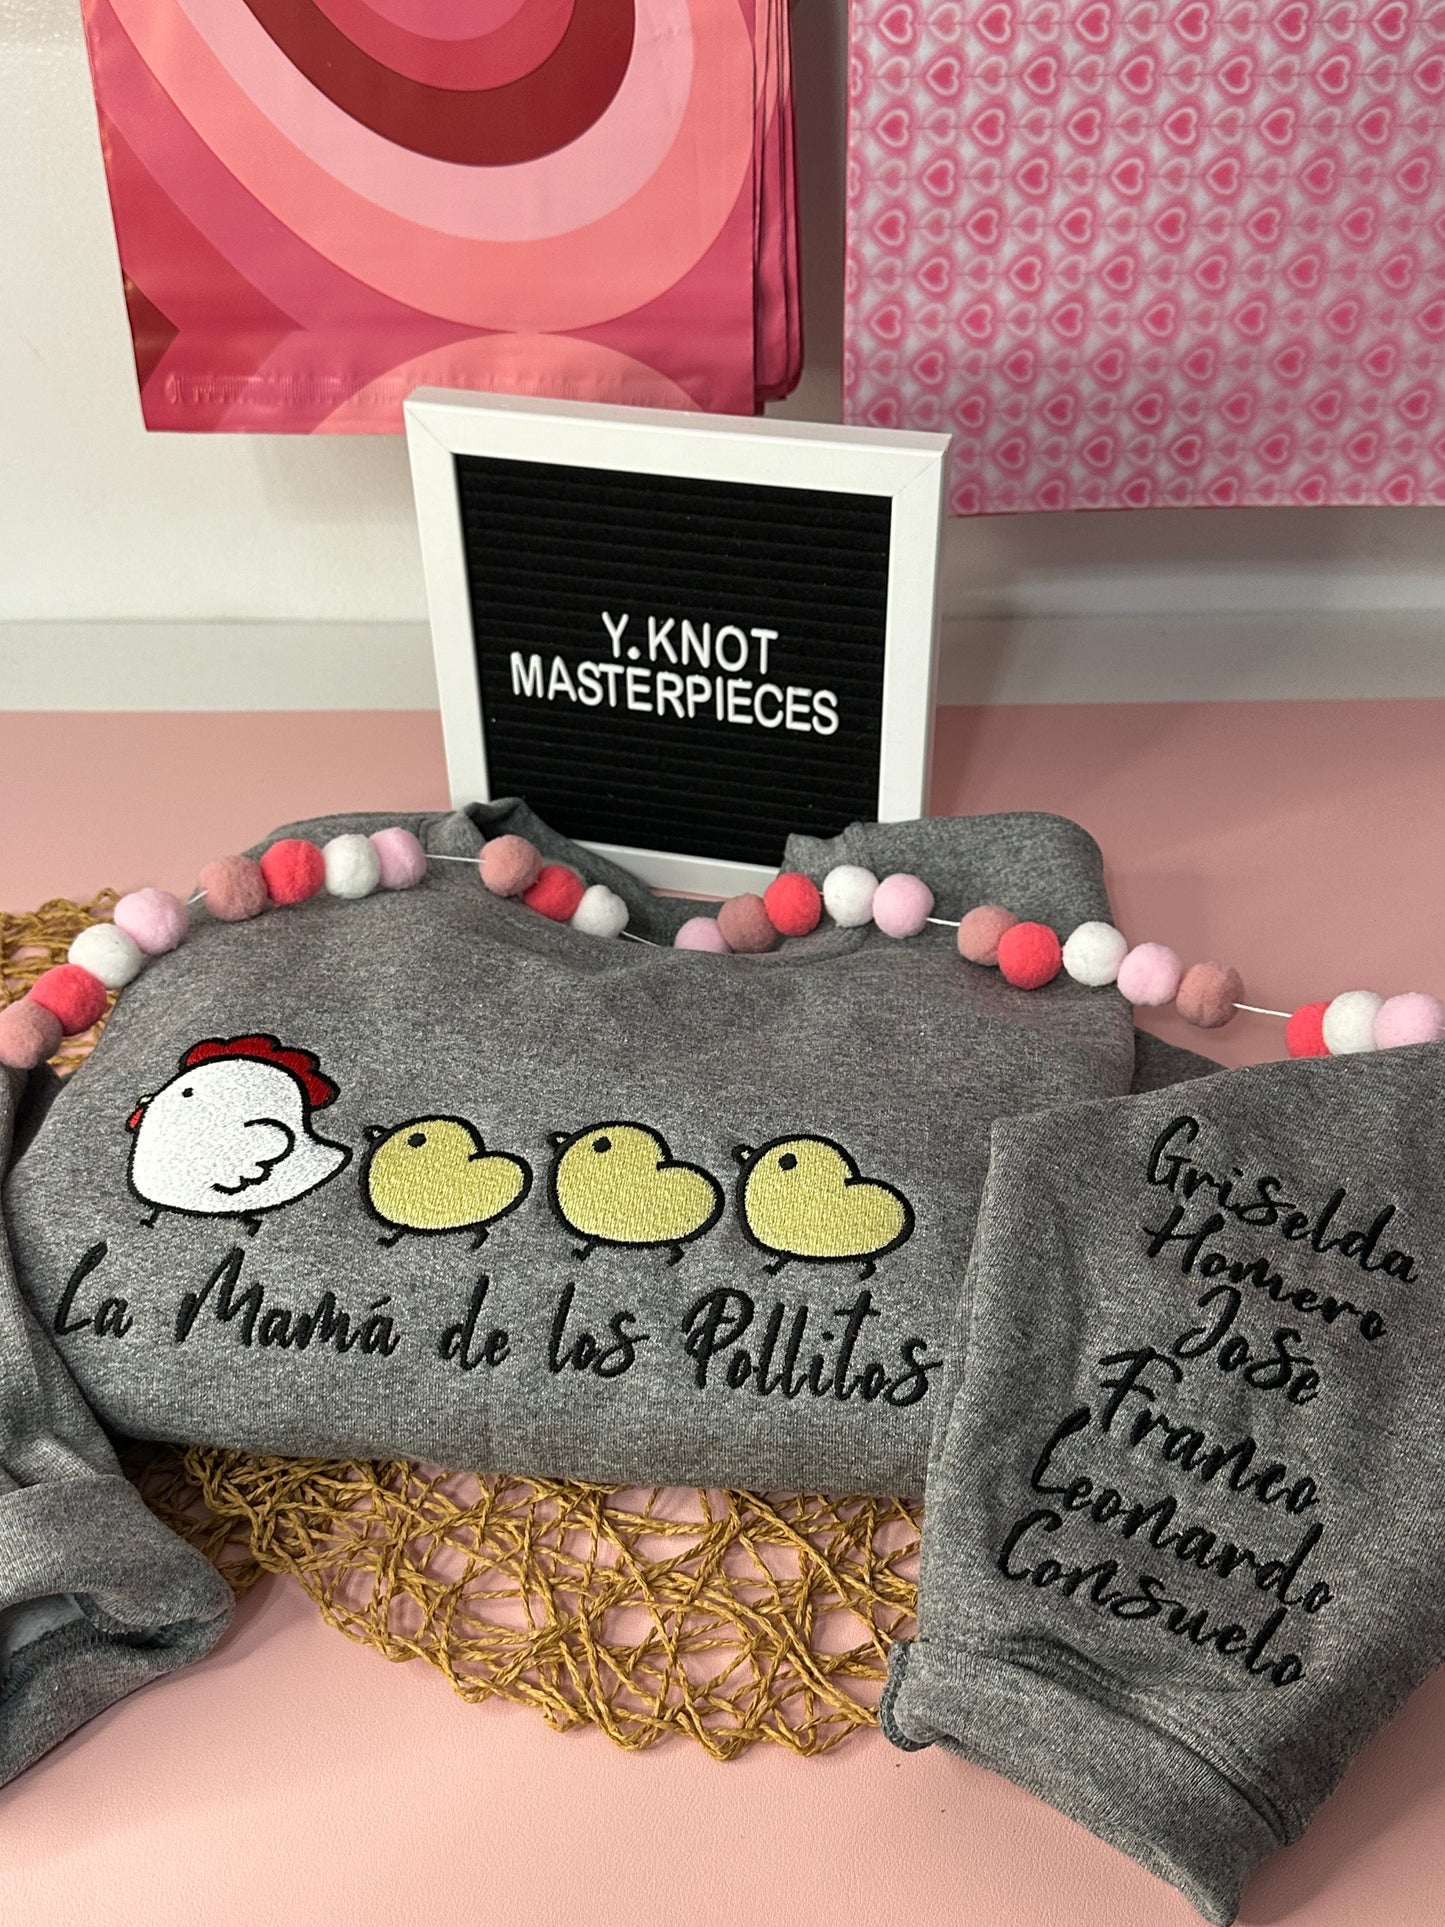 Y.KNOT
MASTERPIECES
La Mamá de los Pollitos
Griselda
Homero
Jose
Franco
Leonardo
Consuelo